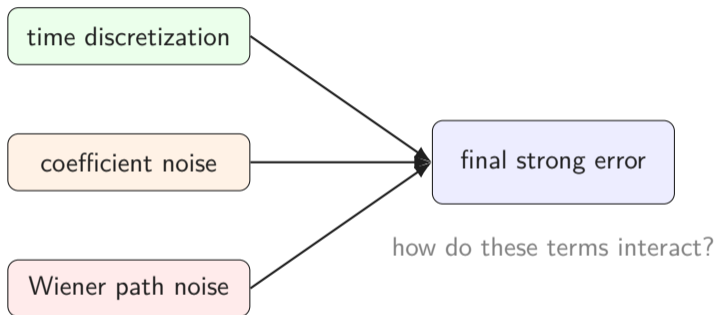 time discretization
coefficient noise
final strong error
how do these terms interact?
Wiener path noise